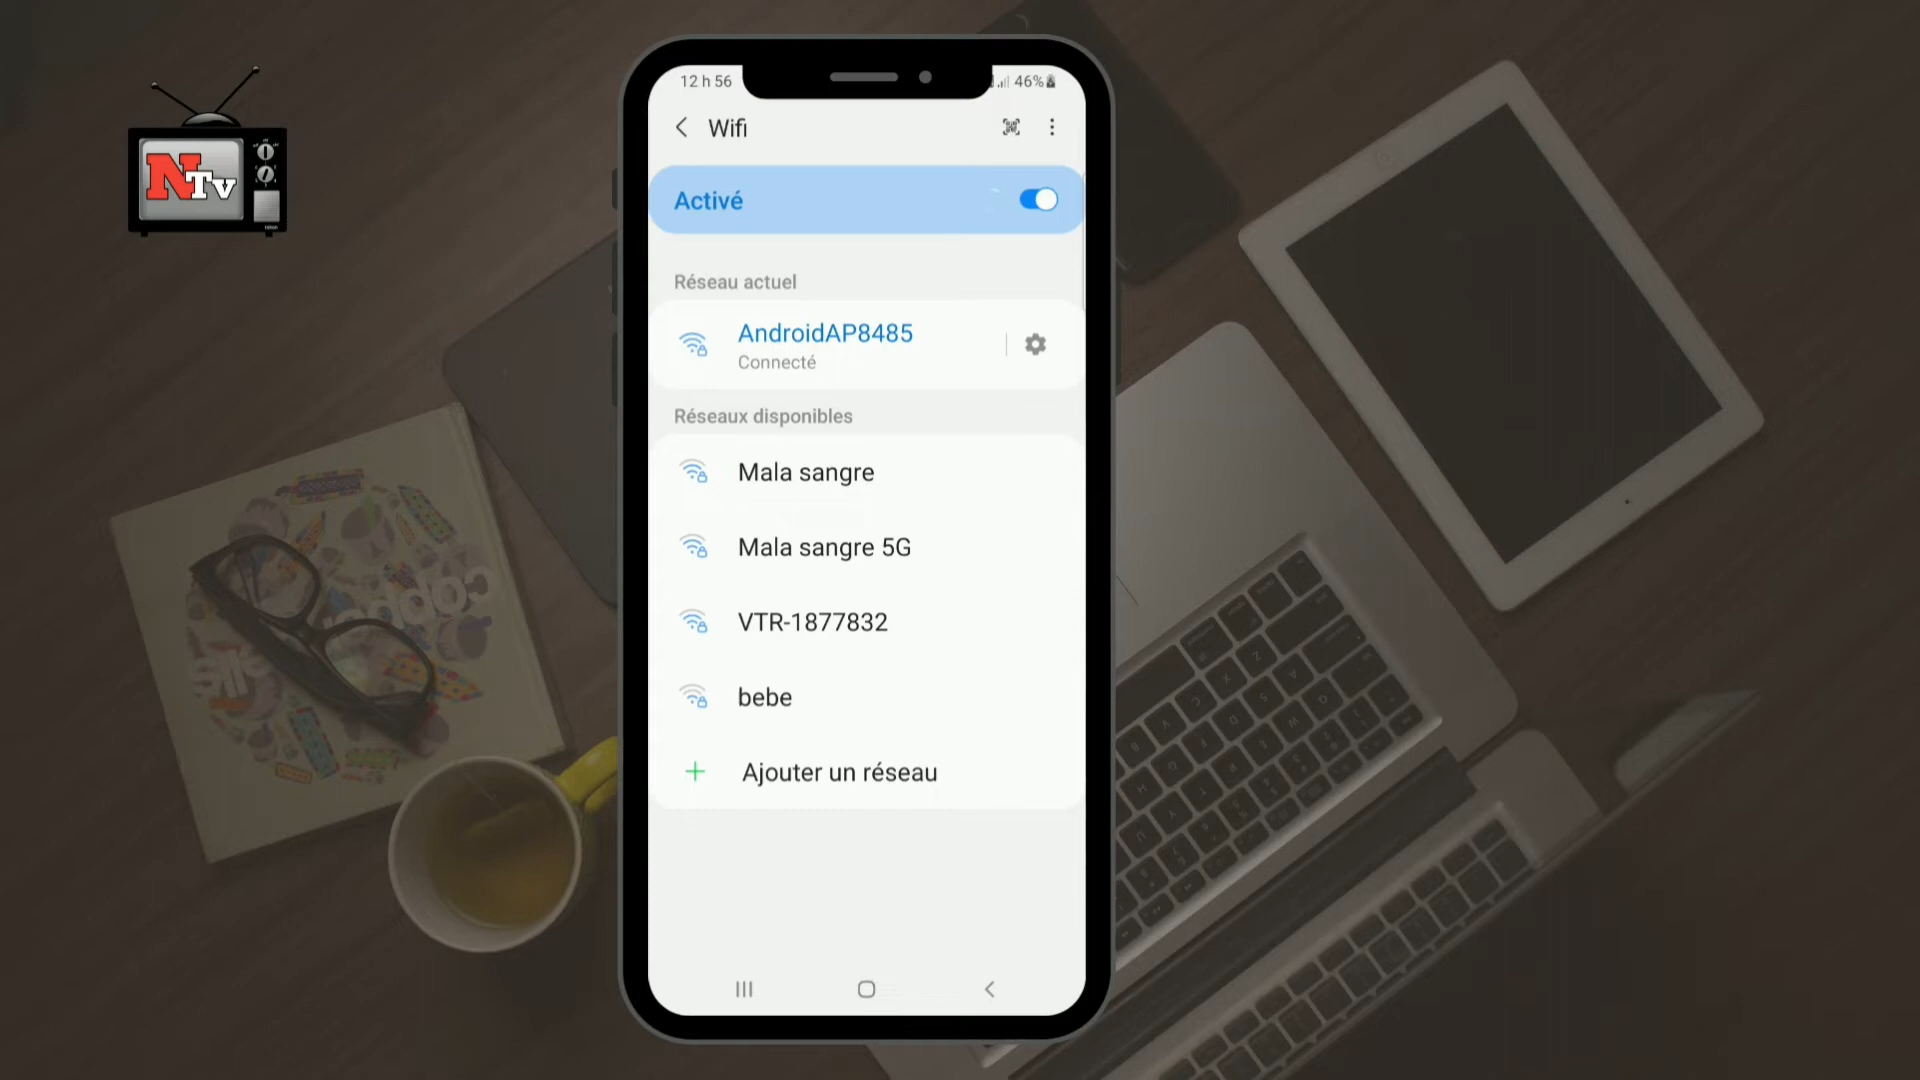 NTv
12 h 56
46%
Wifi
Activé
Réseau actuel
AndroidAP8485
Connecté
Réseaux disponibles
Mala sangre
Mala sangre 5G
VTR-1877832
bebe
Ajouter un réseau